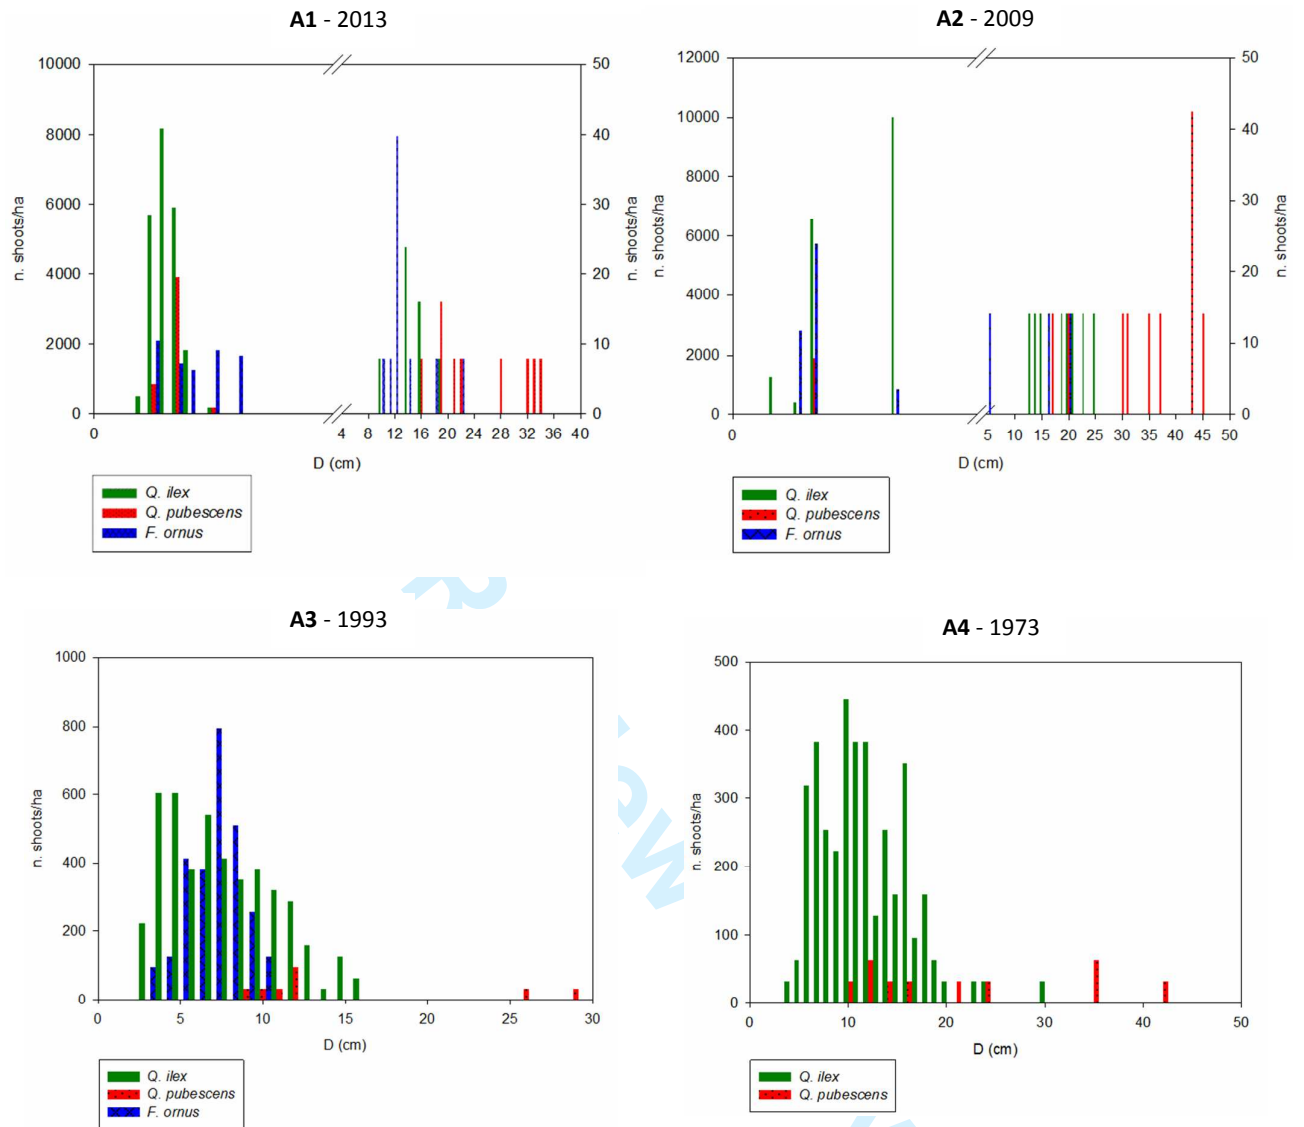 A1 - 2013
10000
8000
6000
4000
2000
0
n. shoots/ha
50
40
30
20
10
0
n. shoots/ha
0 4 8 12 16 20 24 28 32 36 40
D (cm)
Q. ilex
Q. pubescens
F. ornus
A2 - 2009
12000
10000
8000
6000
4000
2000
0
n. shoots/ha
50
40
30
20
10
0
n. shoots/ha
0 5 10 15 20 25 30 35 40 45 50
D (cm)
Q. ilex
Q. pubescens
F. ornus
A3 - 1993
1000
800
600
400
200
0
n. shoots/ha
0 5 10 15 20 25 30
D (cm)
Q. ilex
Q. pubescens
F. ornus
A4 - 1973
500
400
300
200
100
0
n. shoots/ha
0 10 20 30 40 50
D (cm)
Q. ilex
Q. pubescens